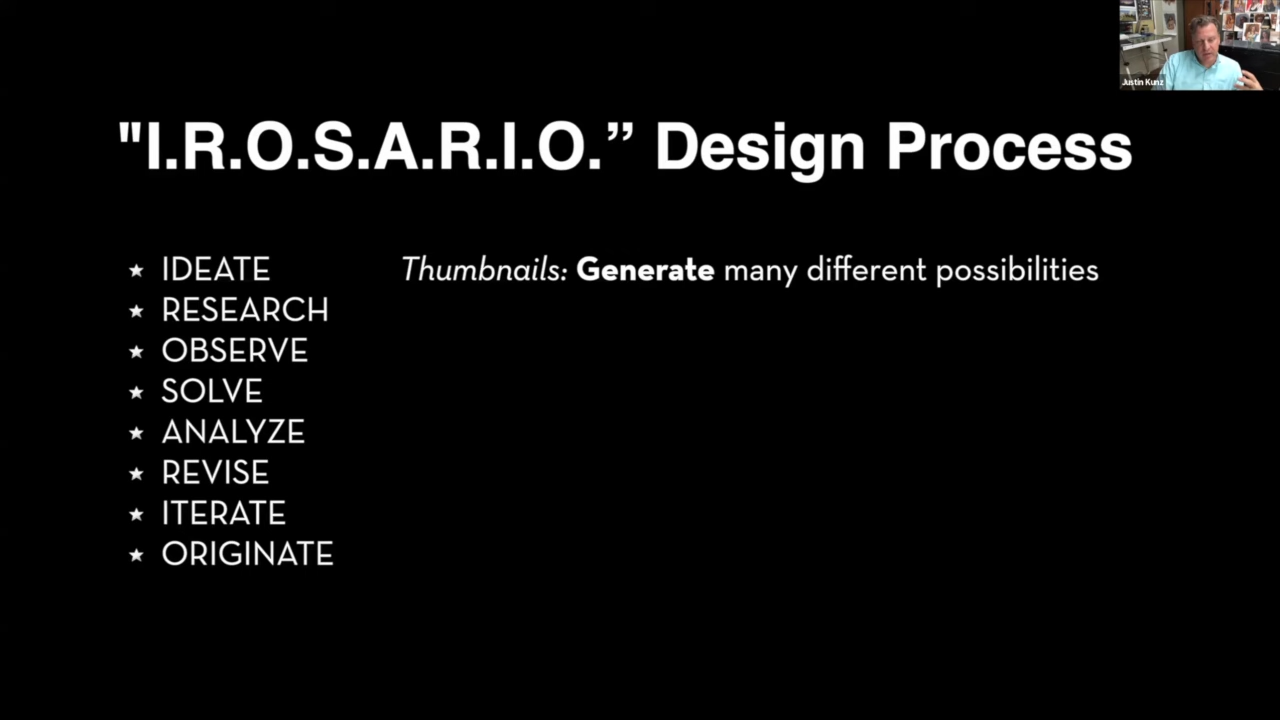 Justin Kunz
"I.R.O.S.A.R.I.O.” Design Process
★ IDEATE
Thumbnails: Generate many different possibilities
★ RESEARCH
★ OBSERVE
★ SOLVE
★ ANALYZE
★ REVISE
★ ITERATE
★ ORIGINATE